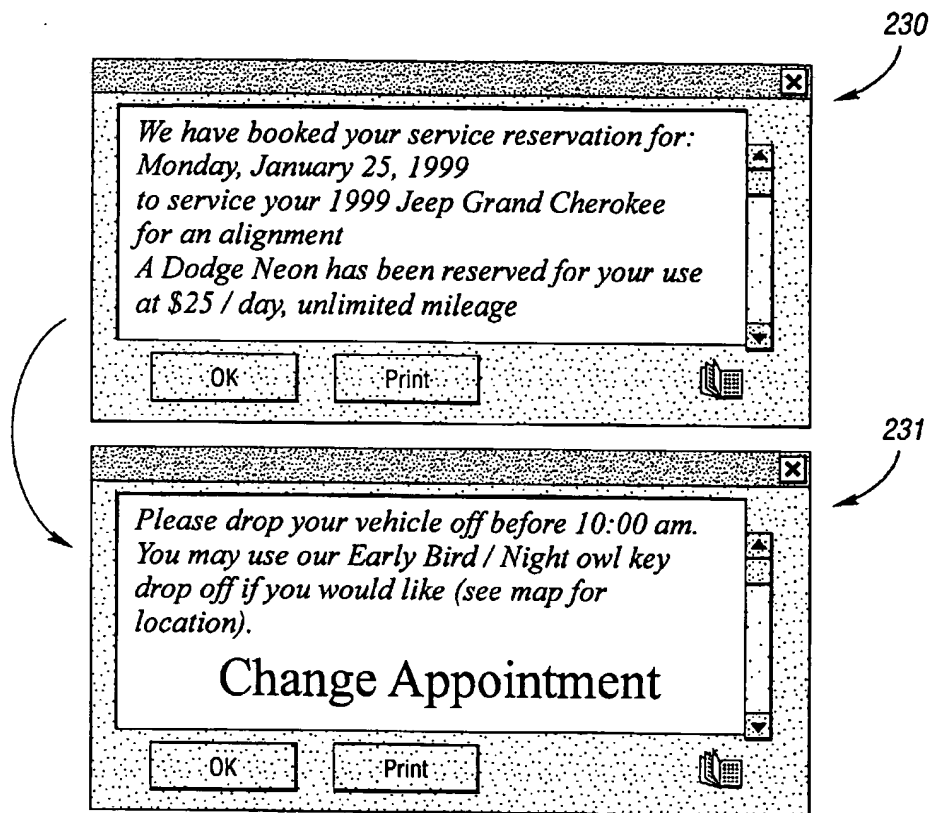 230
We have booked your service reservation for:
Monday, January 25, 1999
to service your 1999 Jeep Grand Cherokee
for an alignment
A Dodge Neon has been reserved for your use
at $25 / day, unlimited mileage
OK Print
231
Please drop your vehicle off before 10:00 am.
You may use our Early Bird / Night owl key
drop off if you would like (see map for
location).
Change Appointment
OK Print